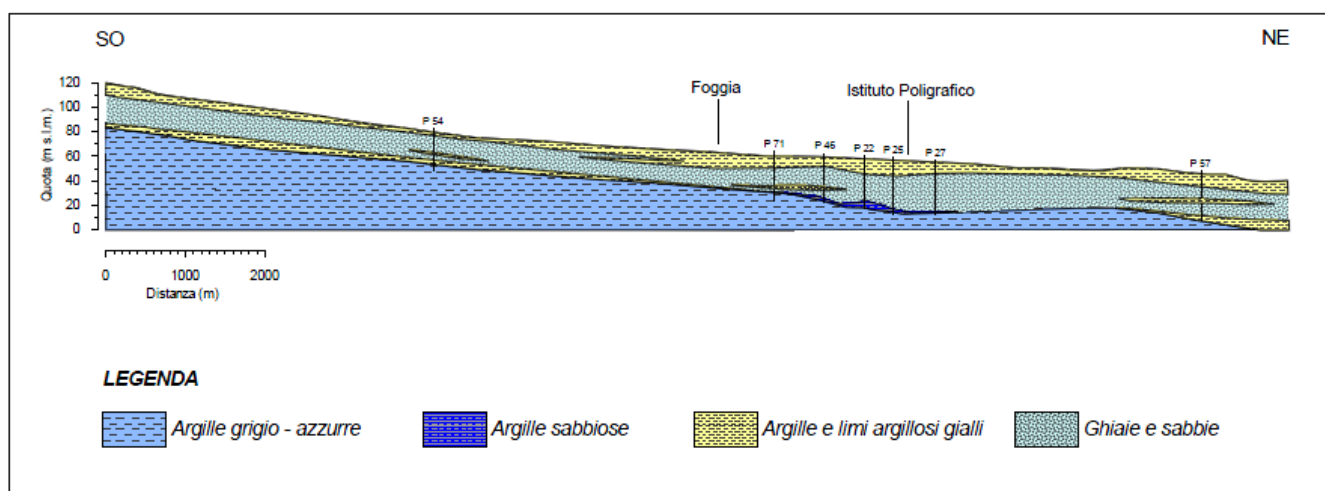 SO NE
Foggia Istituto Poligrafico
120
100
80
60
40
20
0
Quota (m s.l.m.)
P 54
P 71
P 46
P 22
P 25
P 27
P 57
0 1000 2000
Distanza (m)
LEGENDA
Argille grigio - azzurre Argille sabbiose Argille e limi argillosi gialli Ghiaie e sabbie